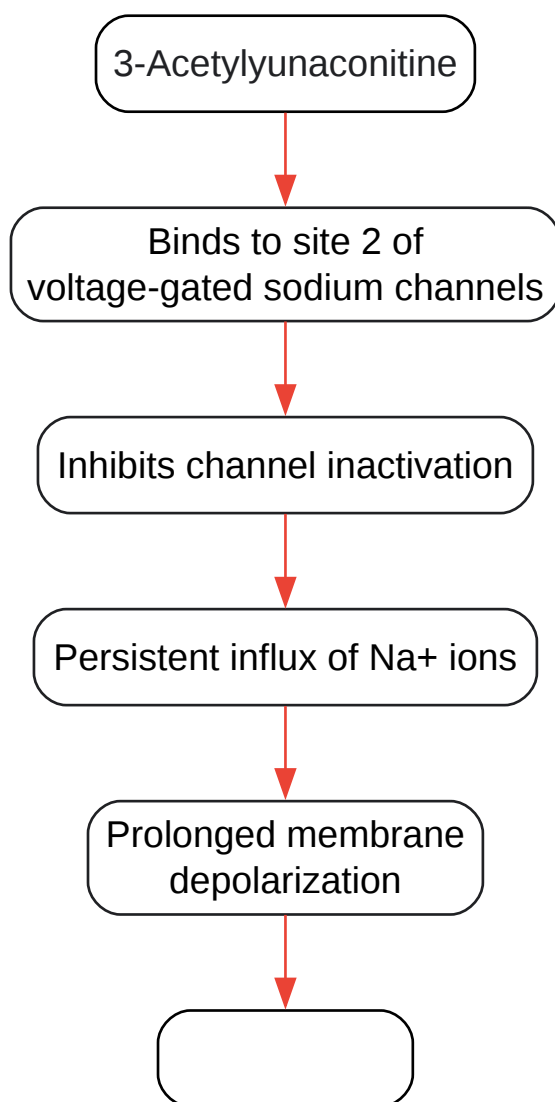 3-Acetylyunaconitine
Binds to site 2 of
voltage-gated sodium channels
Inhibits channel inactivation
Persistent influx of Na+ ions
Prolonged membrane
depolarization